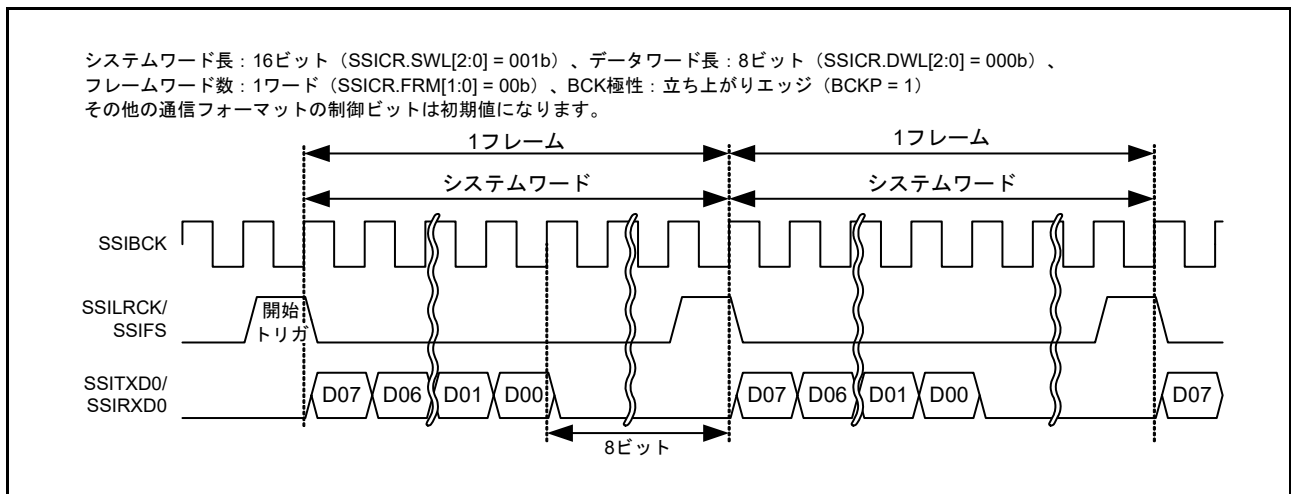 システムワード長：16ビット（SSICR.SWL[2:0] = 001b）、データワード長：8ビット（SSICR.DWL[2:0] = 000b）、
フレームワード数：1ワード（SSICR.FRM[1:0] = 00b）、BCK極性：立ち上がりエッジ（BCKP = 1）
その他の通信フォーマットの制御ビットは初期値になります。
1フレーム 1フレーム
システムワード システムワード
SSIBCK
SSILRCK/
SSIFS
開始
トリガ
SSITXD0/
SSIRXD0
D07 D06 D01 D00 D07 D06 D01 D00 D07
8ビット